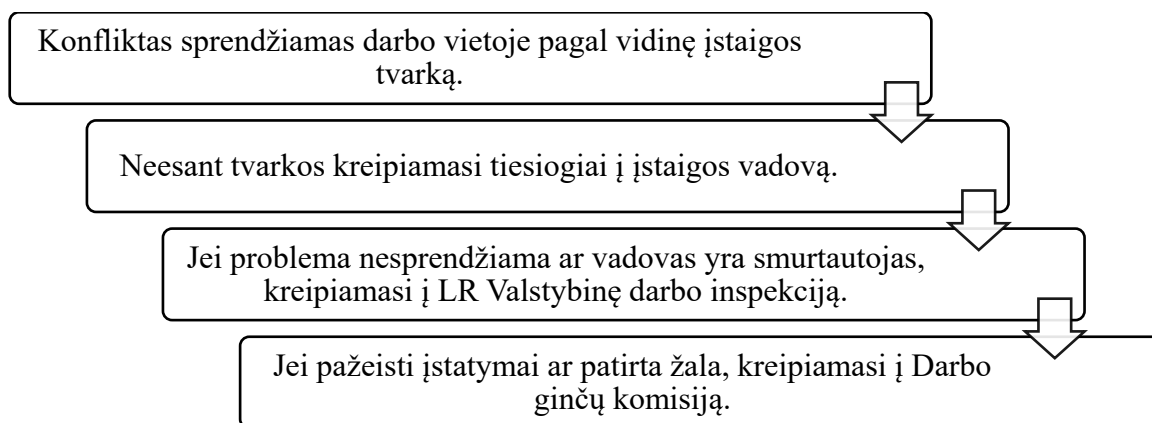 Konfliktas sprendžiamas darbo vietoje pagal vidinę įstaigos
tvarką.
Neesant tvarkos kreipiamasi tiesiogiai į įstaigos vadovą.
Jei problema nesprendžiama ar vadovas yra smurtautojas,
kreipiamasi į LR Valstybinę darbo inspekciją.
Jei pažeisti įstatymai ar patirta žala, kreipiamasi į Darbo
ginčų komisiją.